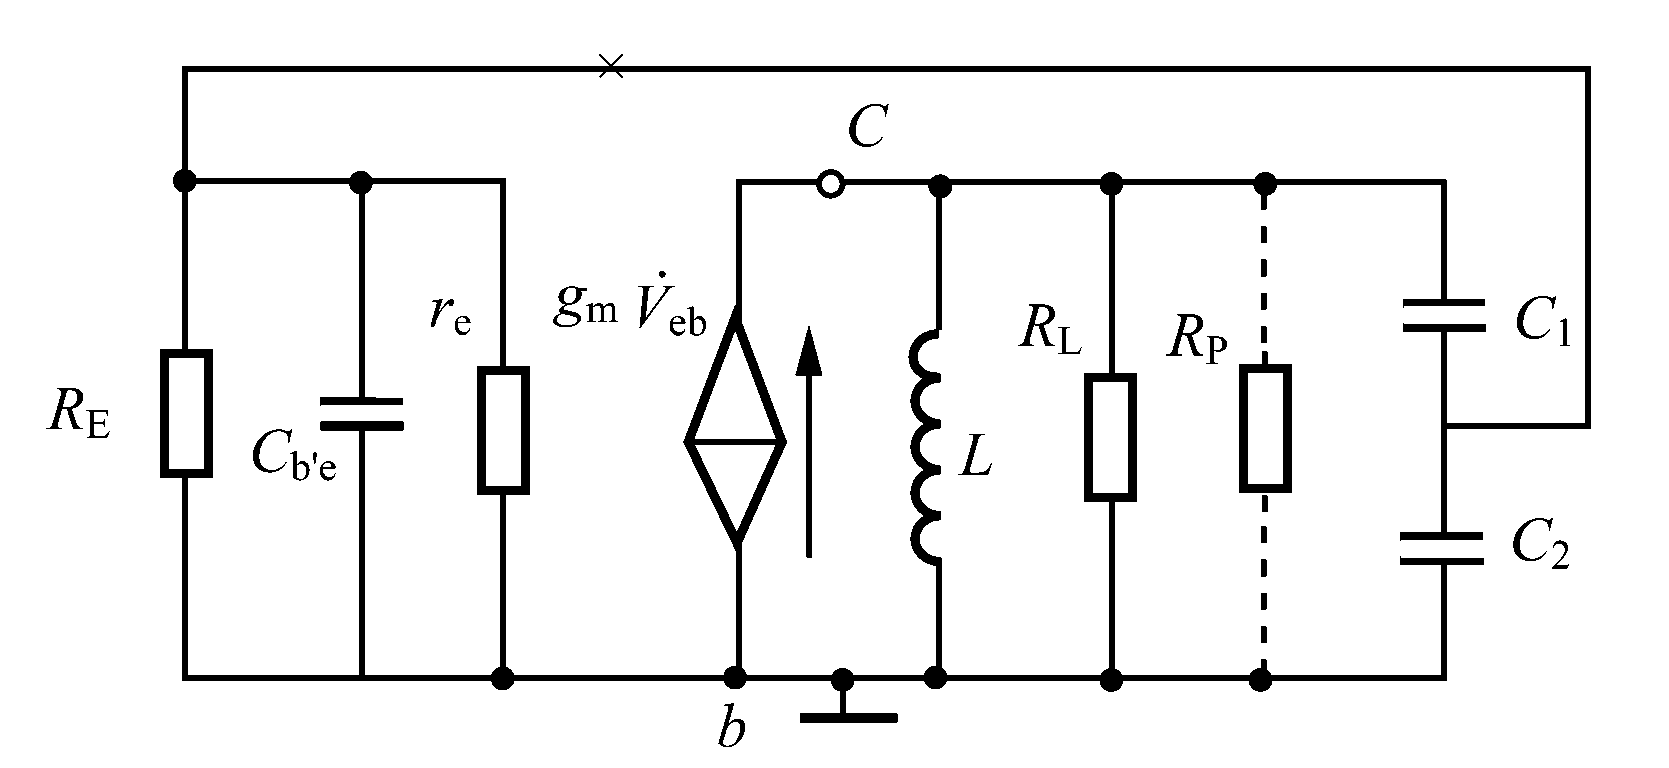 C
r_e
g_m V̇_eb
R_L
R_P
C_1
R_E
C_b'e
L
C_2
b